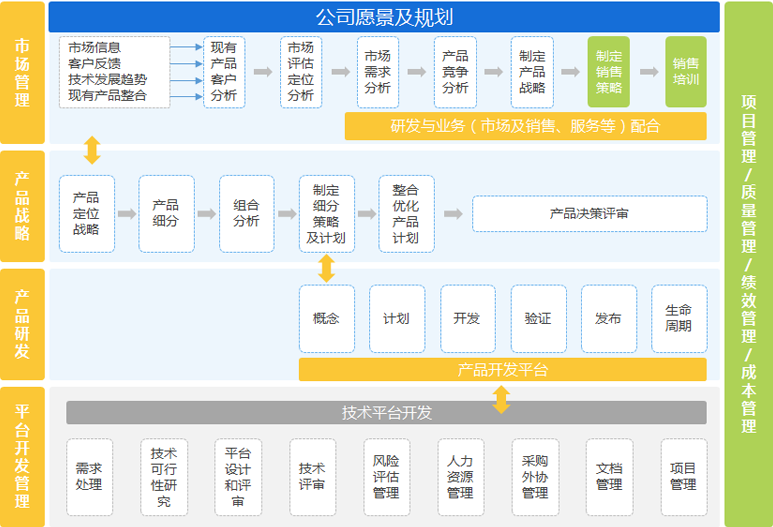 公司愿景及规划
市场管理
市场信息
客户反馈
技术发展趋势
现有产品整合
现有
产品
客户
分析
市场
评估
定位
分析
市场
需求
分析
产品
竞争
分析
制定
产品
战略
制定
销售
策略
销售
培训
研发与业务（市场及销售、服务等）配合
产品战略
产品
定位
战略
产品
细分
组合
分析
制定
细分
策略
及计划
整合
优化
产品
计划
产品决策评审
产品研发
概念
计划
开发
验证
发布
生命
周期
产品开发平台
平台开发管理
技术平台开发
需求
处理
技术
可行
性研
究
平台
设计
和评
审
技术
评审
风险
评估
管理
人力
资源
管理
采购
外协
管理
文档
管理
项目
管理
项目管理/质量管理/绩效管理/成本管理